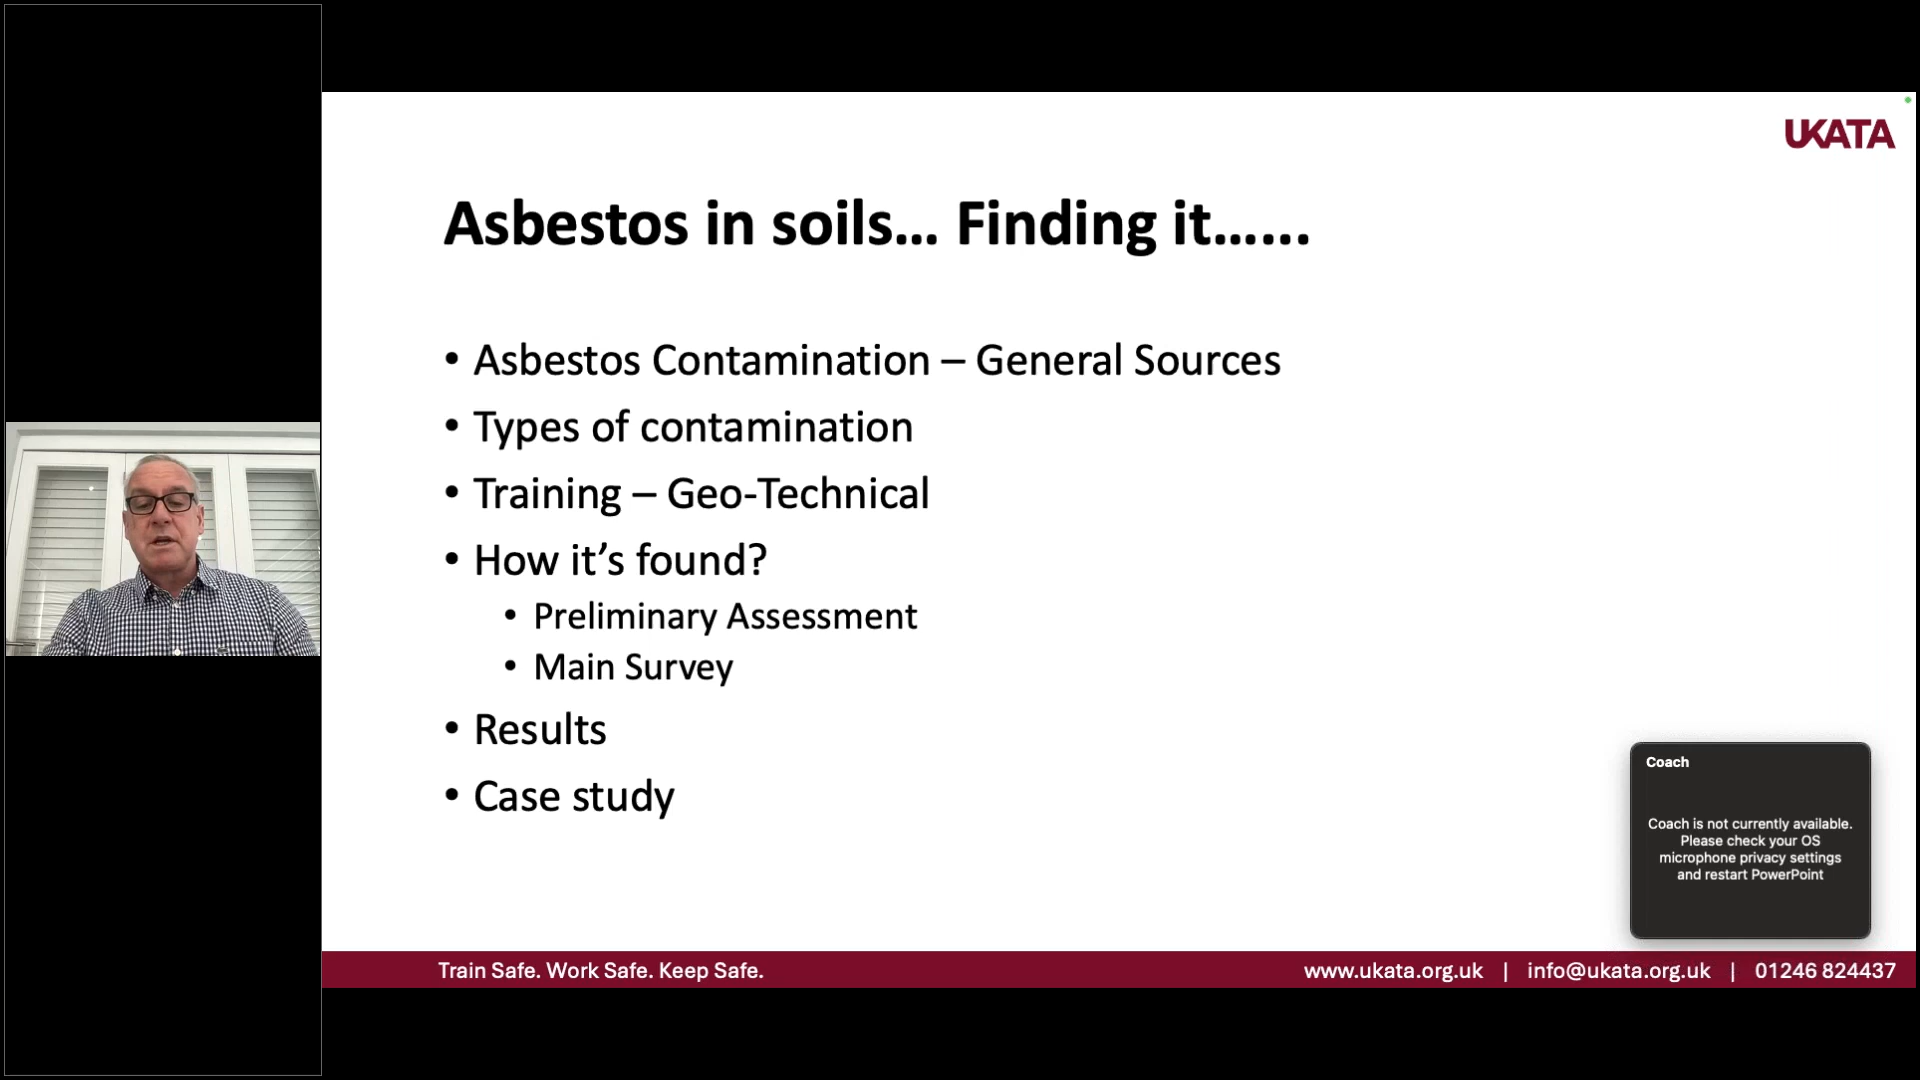 UKATA
Asbestos in soils... Finding it......
• Asbestos Contamination – General Sources
• Types of contamination
• Training – Geo-Technical
• How it’s found?
• Preliminary Assessment
• Main Survey
• Results
• Case study
Coach
Coach is not currently available.
Please check your OS
microphone privacy settings
and restart PowerPoint
Train Safe. Work Safe. Keep Safe.
www.ukata.org.uk | info@ukata.org.uk | 01246 824437